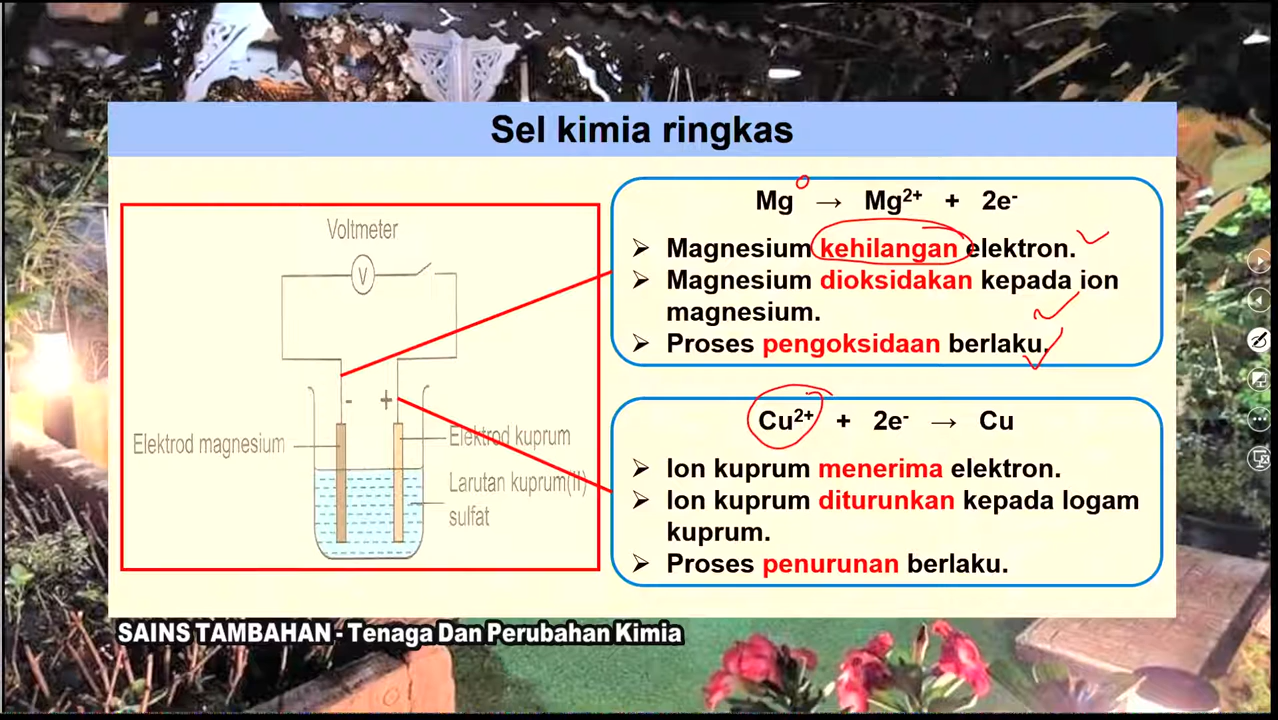 Sel kimia ringkas
Voltmeter
V
- +
Elektrod magnesium
Elektrod kuprum
Larutan kuprum(II)
sulfat
Mg⁰ → Mg²⁺ + 2e⁻
➢ Magnesium kehilangan elektron.
➢ Magnesium dioksidakan kepada ion
magnesium.
➢ Proses pengoksidaan berlaku.
Cu²⁺ + 2e⁻ → Cu
➢ Ion kuprum menerima elektron.
➢ Ion kuprum diturunkan kepada logam
kuprum.
➢ Proses penurunan berlaku.
SAINS TAMBAHAN - Tenaga Dan Perubahan Kimia